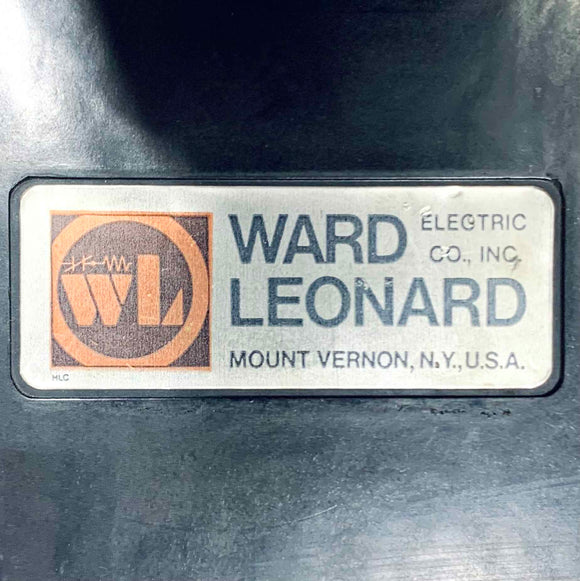 WARD ELECTRIC
CO., INC.
LEONARD
MOUNT VERNON, N.Y., U.S.A.
WL
HLC